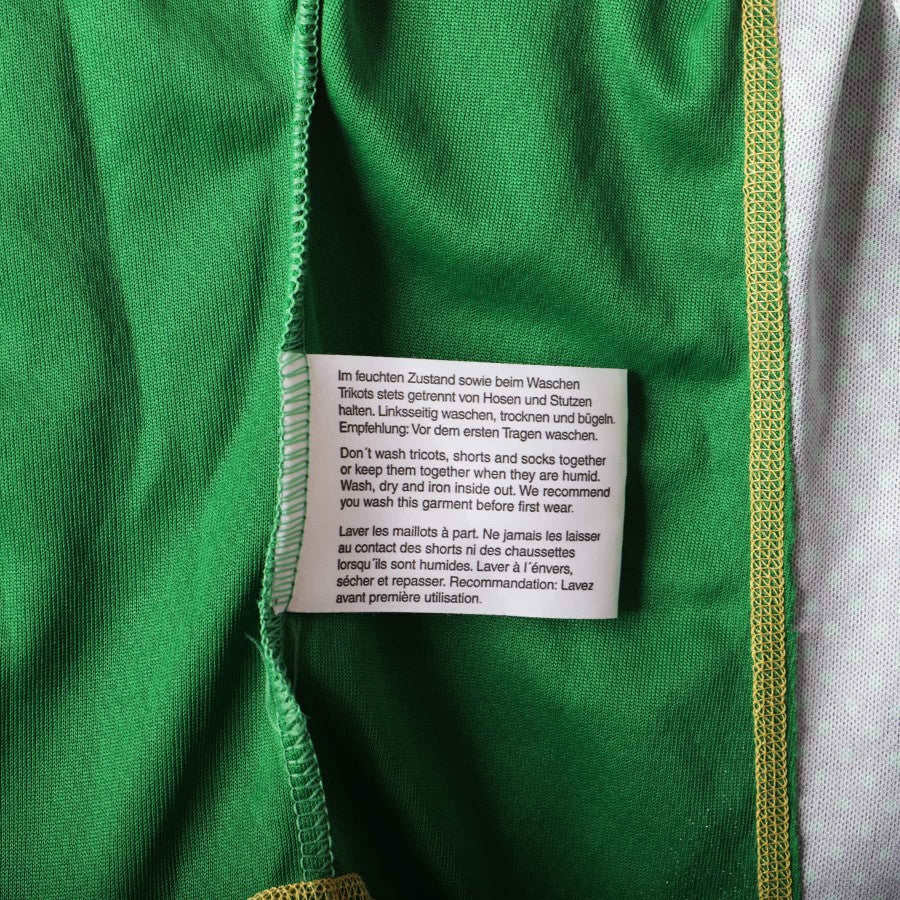 Im feuchten Zustand sowie beim Waschen
Trikots stets getrennt von Hosen und Stutzen
halten. Linksseitig waschen, trocknen und bügeln.
Empfehlung: Vor dem ersten Tragen waschen.
Don´t wash tricots, shorts and socks together
or keep them together when they are humid.
Wash, dry and iron inside out. We recommend
you wash this garment before first wear.
Laver les maillots à part. Ne jamais les laisser
au contact des shorts ni des chaussettes
lorsqu´ils sont humides. Laver à l´énvers,
sécher et repasser. Recommandation: Lavez
avant première utilisation.